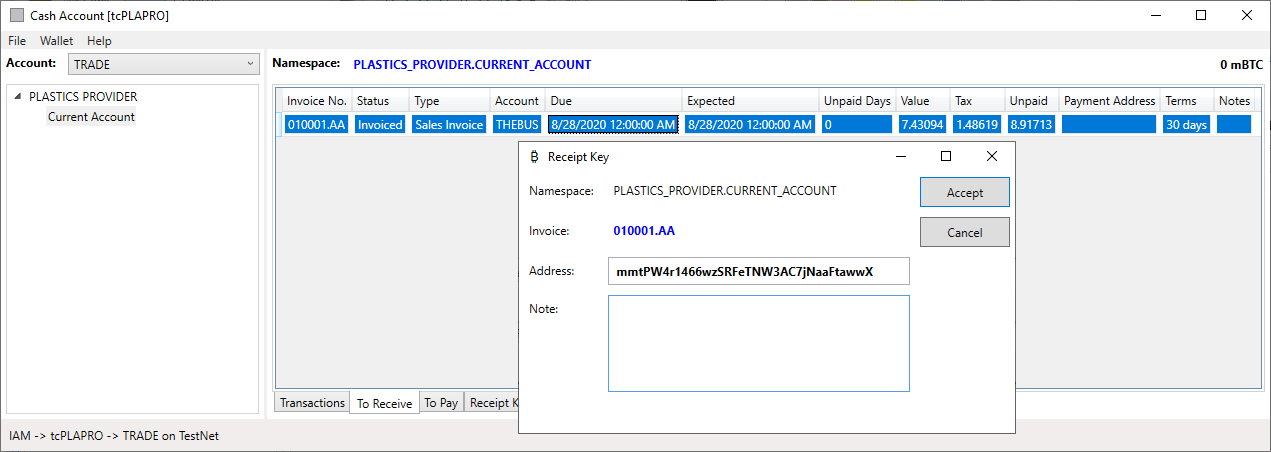 Cash Account [tcPLAPRO]
File Wallet Help
Account: TRADE
Namespace: PLASTICS_PROVIDER.CURRENT_ACCOUNT 0 mBTC
PLASTICS PROVIDER
Current Account
Invoice No. Status Type Account Due Expected Unpaid Days Value Tax Unpaid Payment Address Terms Notes
010001.AA Invoiced Sales Invoice THEBUS 8/28/2020 12:00:00 AM 8/28/2020 12:00:00 AM 0 7.43094 1.48619 8.91713 30 days
Receipt Key
Namespace: PLASTICS_PROVIDER.CURRENT_ACCOUNT
Accept
Invoice: 010001.AA
Cancel
Address: mmtPW4r1466wzSRFeTNW3AC7jNaaFtawwX
Note:
Transactions To Receive To Pay Receipt K
IAM -> tcPLAPRO -> TRADE on TestNet